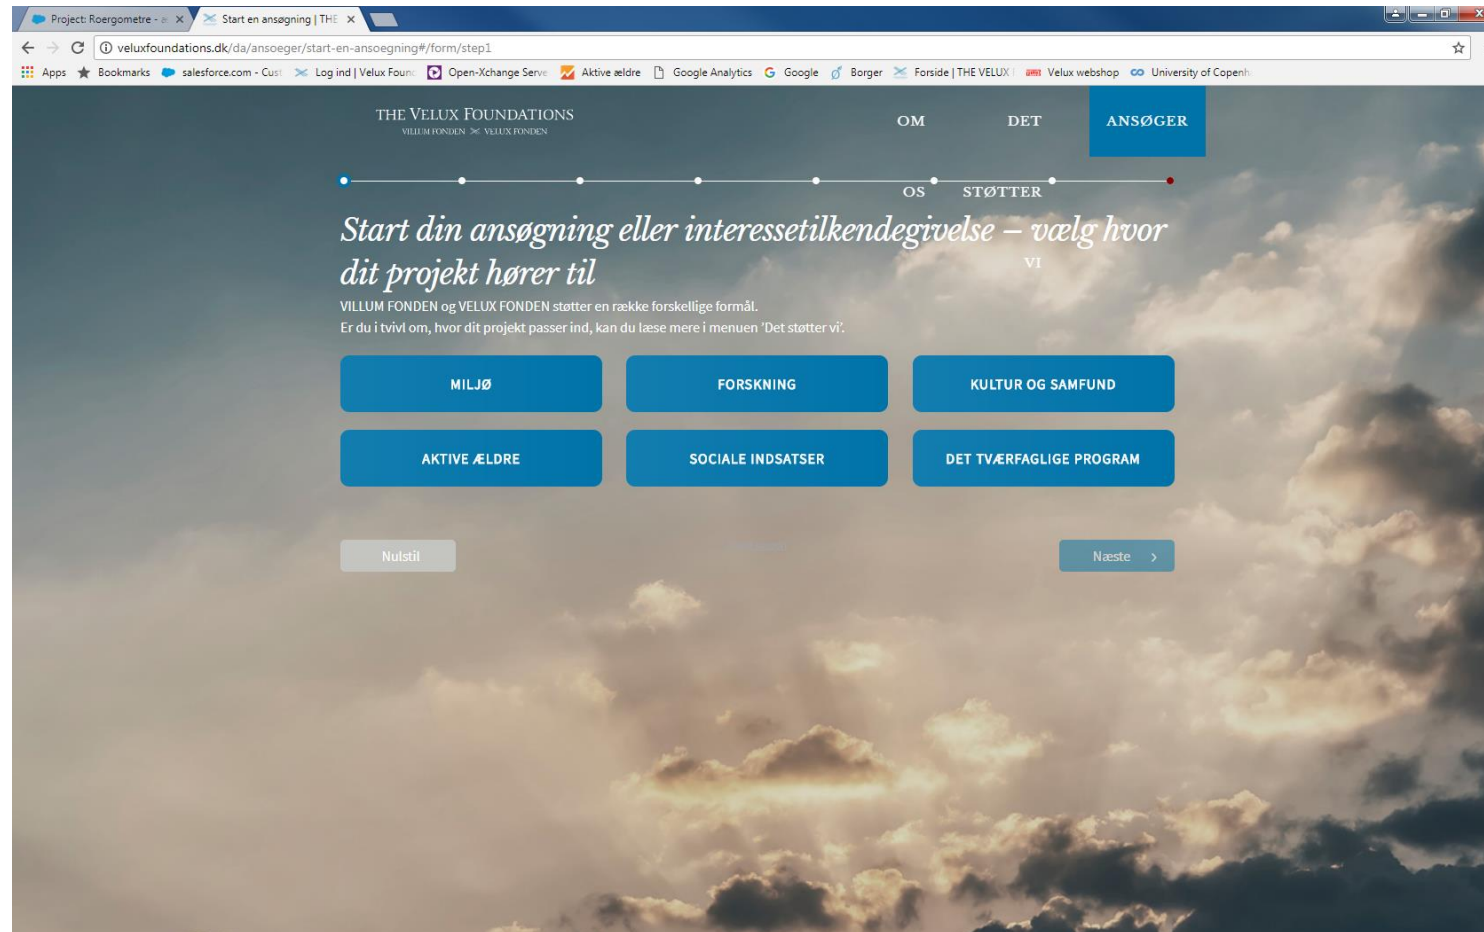 Project: Roergometre - a
Start en ansøgning | THE
veluxfoundations.dk/da/ansoeger/start-en-ansoegning#/form/step1
Apps Bookmarks salesforce.com - Cust Log ind | Velux Found Open-Xchange Serve Aktive ældre Google Analytics Google Borger Forside | THE VELUX F Velux webshop University of Copenh
THE VELUX FOUNDATIONS
VILLUM FONDEN VELUX FONDEN
OM DET ANSØGER
OS STØTTER
VI
Start din ansøgning eller interessetilkendegivelse – vælg hvor
dit projekt hører til
VILLUM FONDEN og VELUX FONDEN støtter en række forskellige formål.
Er du i tvivl om, hvor dit projekt passer ind, kan du læse mere i menuen 'Det støtter vi'.
MILJØ FORSKNING KULTUR OG SAMFUND
AKTIVE ÆLDRE SOCIALE INDSATSER DET TVÆRFAGLIGE PROGRAM
Nulstil Næste